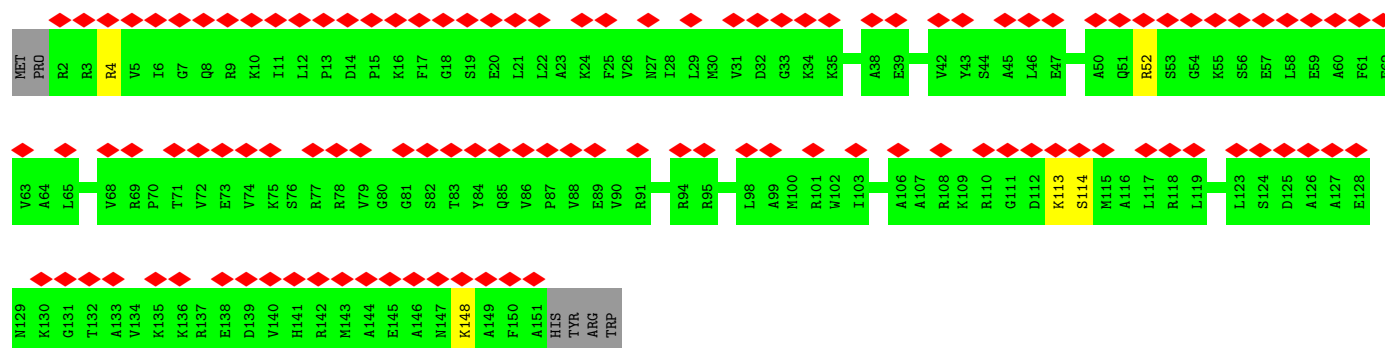 MET PRO R2 R3 R4 V5 I6 G7 Q8 R9 K10 I11 L12 P13 D14 P15 K16 F17 G18 S19 E20 L21 L22 A23 K24 F25 V26 N27 I28 L29 M30 V31 D32 G33 K34 K35 A38 E39 V42 Y43 S44 A45 L46 E47 A50 Q51 R52 S53 G54 K55 S56 E57 L58 E59 A60 F61
V63 A64 L65 V68 R69 P70 T71 V72 E73 V74 K75 S76 R77 R78 V79 G80 G81 S82 T83 Y84 Q85 V86 P87 V88 E89 V90 R91 R94 R95 L98 A99 M100 R101 W102 I103 A106 A107 R108 K109 R110 G111 D112 K113 S114 M115 A116 L117 R118 L119 L123 S124 D125 A126 A127 E128
N129 K130 G131 T132 A133 V134 K135 K136 R137 E138 D139 V140 H141 R142 M143 A144 E145 A146 N147 K148 A149 F150 A151 HIS TYR ARG TRP